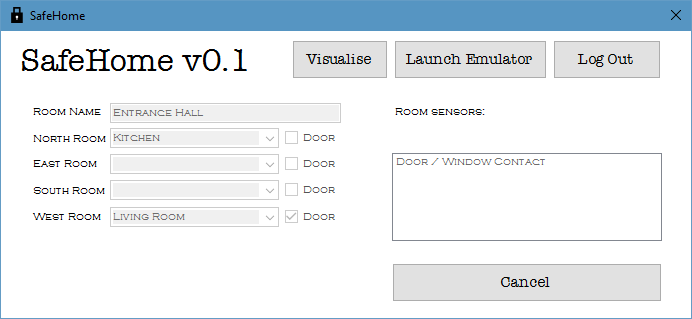 SafeHome
SafeHome v0.1
Visualise
Launch Emulator
Log Out
Room Name
Entrance Hall
North Room
Kitchen
Door
East Room
Door
South Room
Door
West Room
Living Room
Door
Room sensors:
Door / Window Contact
Cancel